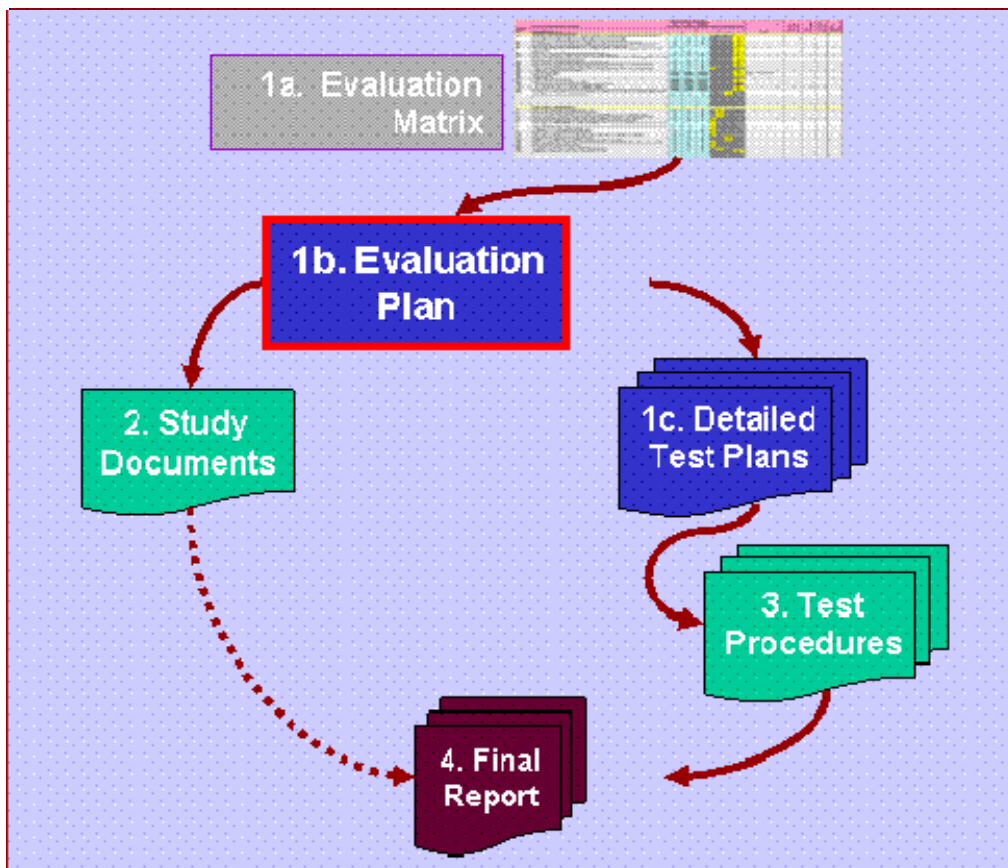 1a. Evaluation
Matrix
1b. Evaluation
Plan
2. Study
Documents
1c. Detailed
Test Plans
3. Test
Procedures
4. Final
Report